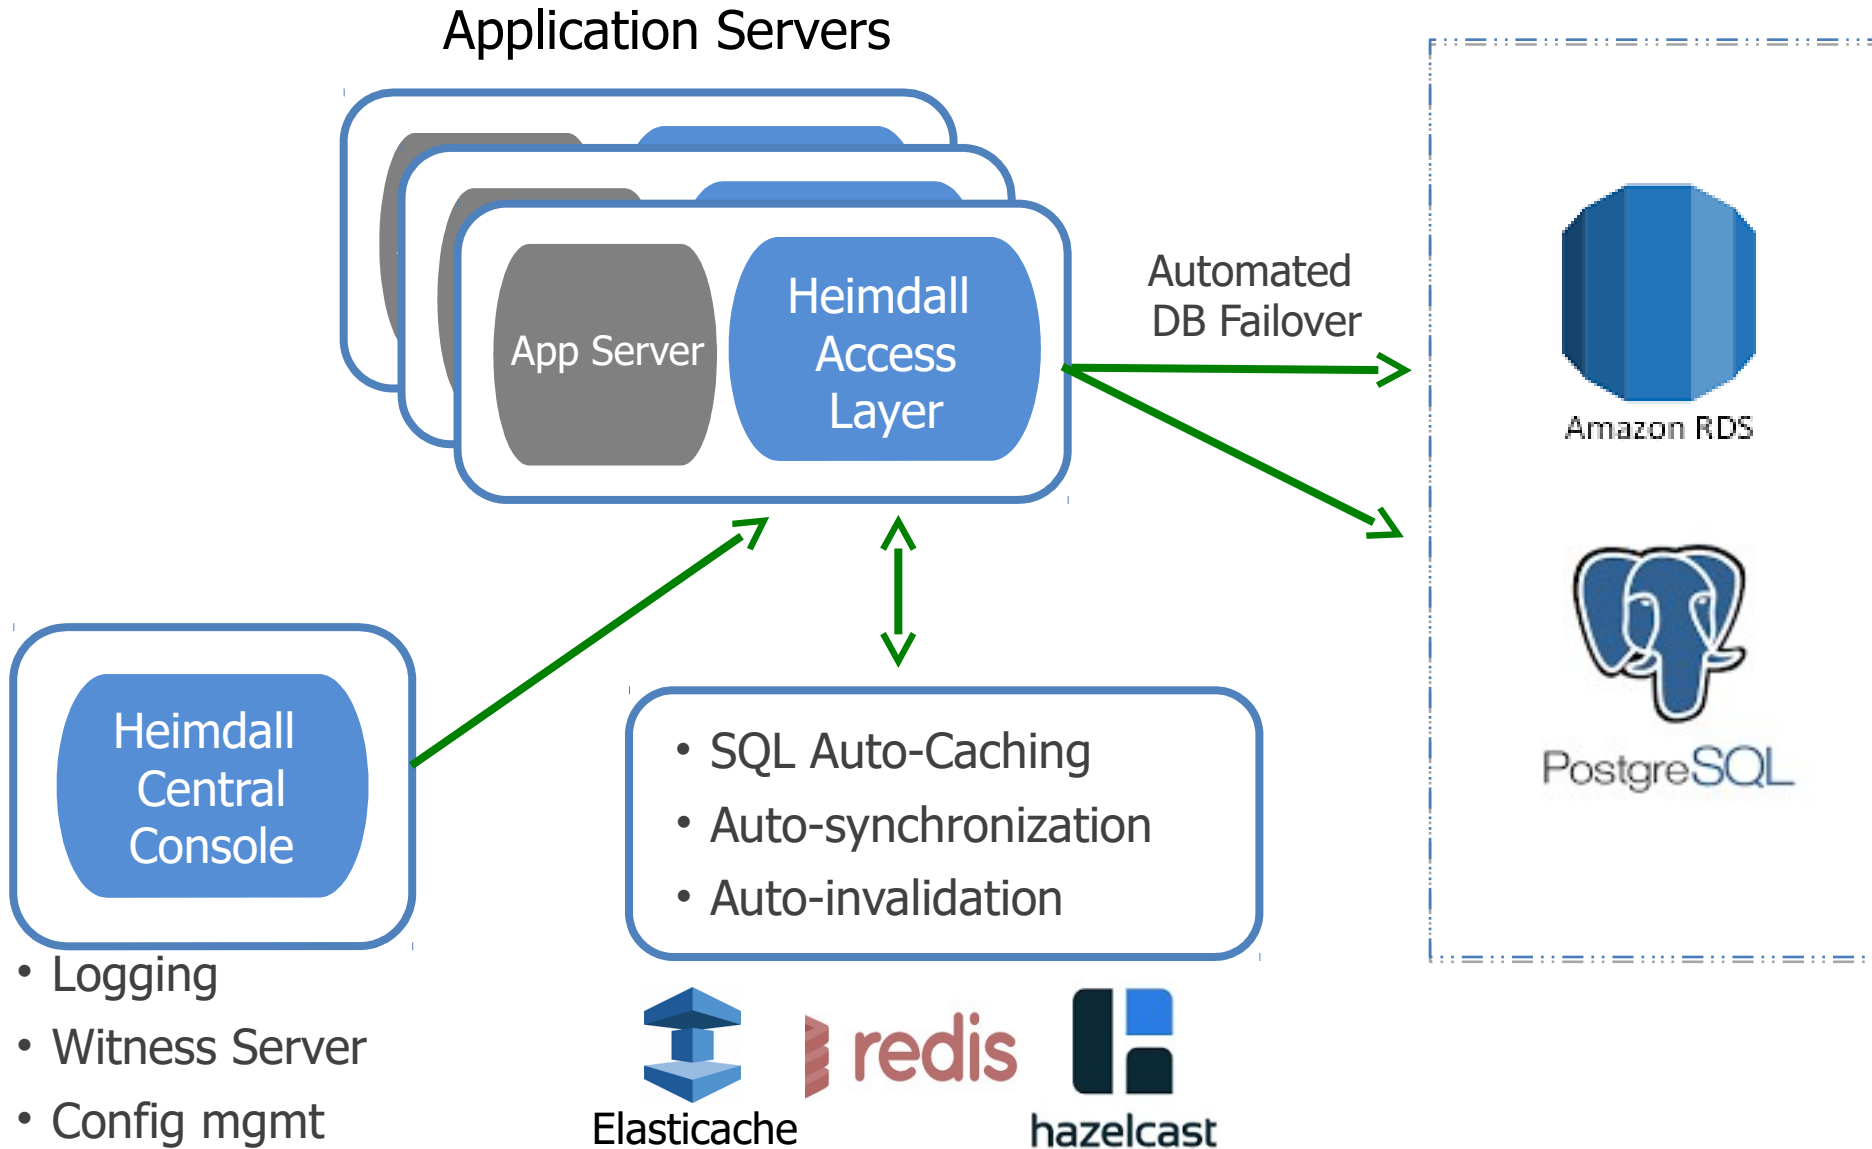 Application Servers
App Server
Heimdall
Access
Layer
Automated
DB Failover
Amazon RDS
PostgreSQL
Heimdall
Central
Console
• Logging
• Witness Server
• Config mgmt
• SQL Auto-Caching
• Auto-synchronization
• Auto-invalidation
Elasticache
redis
hazelcast